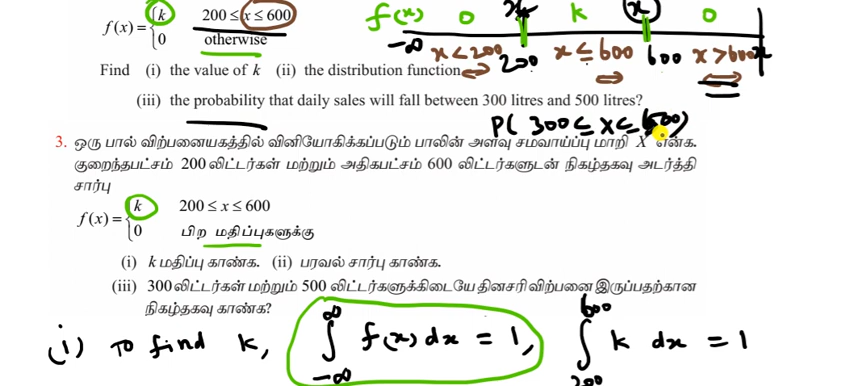 f(x) 0 x k x 0
f(x) = { k 200 ≤ x ≤ 600
0 otherwise
-∞ x < 200 200 x ≤ 600 600 x > 600
Find (i) the value of k (ii) the distribution function
(iii) the probability that daily sales will fall between 300 litres and 500 litres?
P( 300 ≤ X ≤ 500)
3. ஒரு பால் விற்பனையகத்தில் வினியோகிக்கப்படும் பாலின் அளவு சமவாய்ப்பு மாறி X என்க.
குறைந்தபட்சம் 200 லிட்டர்கள் மற்றும் அதிகபட்சம் 600 லிட்டர்களுடன் நிகழ்தகவு அடர்த்தி
சார்பு
f(x) = { k 200 ≤ x ≤ 600
0 பிற மதிப்புகளுக்கு
(i) k மதிப்பு காண்க. (ii) பரவல் சார்பு காண்க.
(iii) 300 லிட்டர்கள் மற்றும் 500 லிட்டர்களுக்கிடையே தினசரி விற்பனை இருப்பதற்கான
நிகழ்தகவு காண்க?
(i) To find k, ∫_{-∞}^{∞} f(x) dx = 1, ∫_{200}^{600} k dx = 1